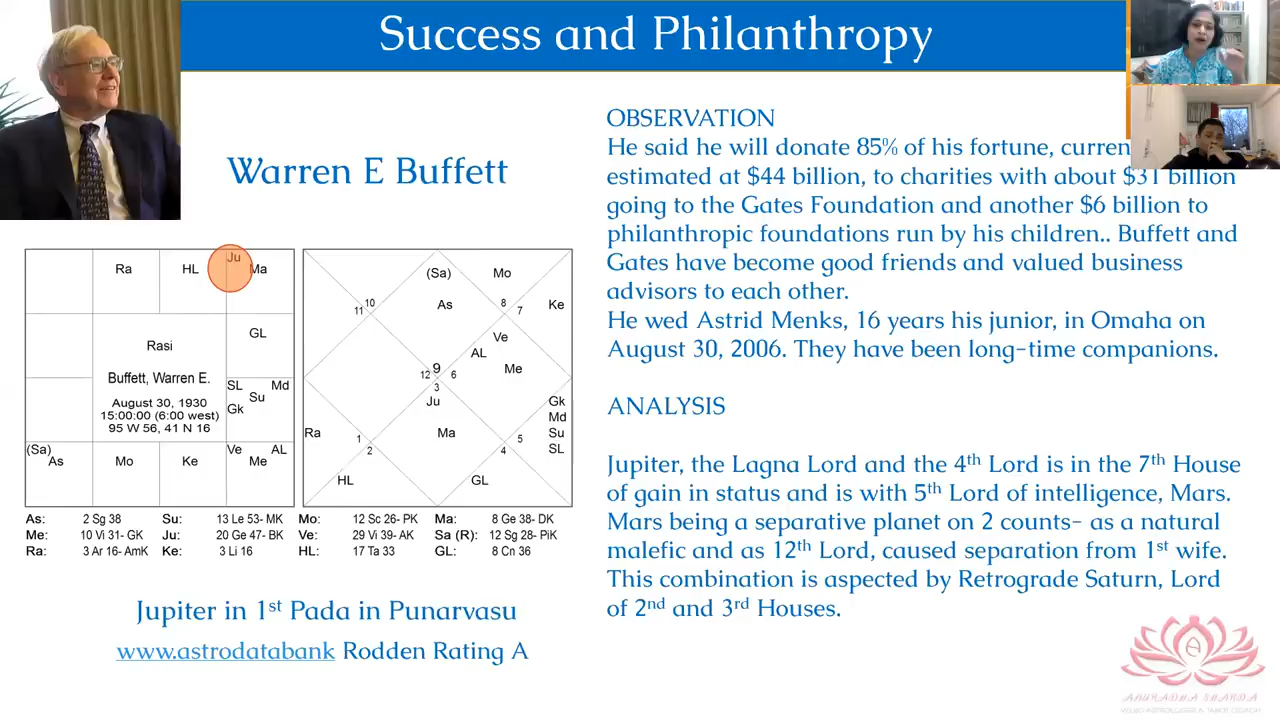 Success and Philanthropy
Warren E Buffett
OBSERVATION
He said he will donate 85% of his fortune, curren
estimated at $44 billion, to charities with about $31 billion
going to the Gates Foundation and another $6 billion to
philanthropic foundations run by his children.. Buffett and
Gates have become good friends and valued business
advisors to each other.
He wed Astrid Menks, 16 years his junior, in Omaha on
August 30, 2006. They have been long-time companions.
ANALYSIS
Jupiter, the Lagna Lord and the 4th Lord is in the 7th House
of gain in status and is with 5th Lord of intelligence, Mars.
Mars being a separative planet on 2 counts- as a natural
malefic and as 12th Lord, caused separation from 1st wife.
This combination is aspected by Retrograde Saturn, Lord
of 2nd and 3rd Houses.
Ju
Ra HL Ma
GL
Rasi
Buffett, Warren E.
August 30, 1930
15:00:00 (6:00 west)
95 W 56, 41 N 16
SL Md
Su
Gk
(Sa) Ve AL
As Mo Ke Me
(Sa) Mo
As Ke
10 8
11 7
Ve
AL
Me
9
12 6
3
Ju Gk
Md
Ra Ma Su
1 5
SL
2 4
HL GL
As: 2 Sg 38 Su: 13 Le 53- MK Mo: 12 Sc 26- PK Ma: 8 Ge 38- DK
Me: 10 Vi 31- GK Ju: 20 Ge 47- BK Ve: 29 Vi 39- AK Sa (R): 12 Sg 28- PiK
Ra: 3 Ar 16- AmK Ke: 3 Li 16 HL: 17 Ta 33 GL: 8 Cn 36
Jupiter in 1st Pada in Punarvasu
www.astrodatabank Rodden Rating A
ANURADHA SHARDA
VEDIC ASTROLOGER & TAROT COACH